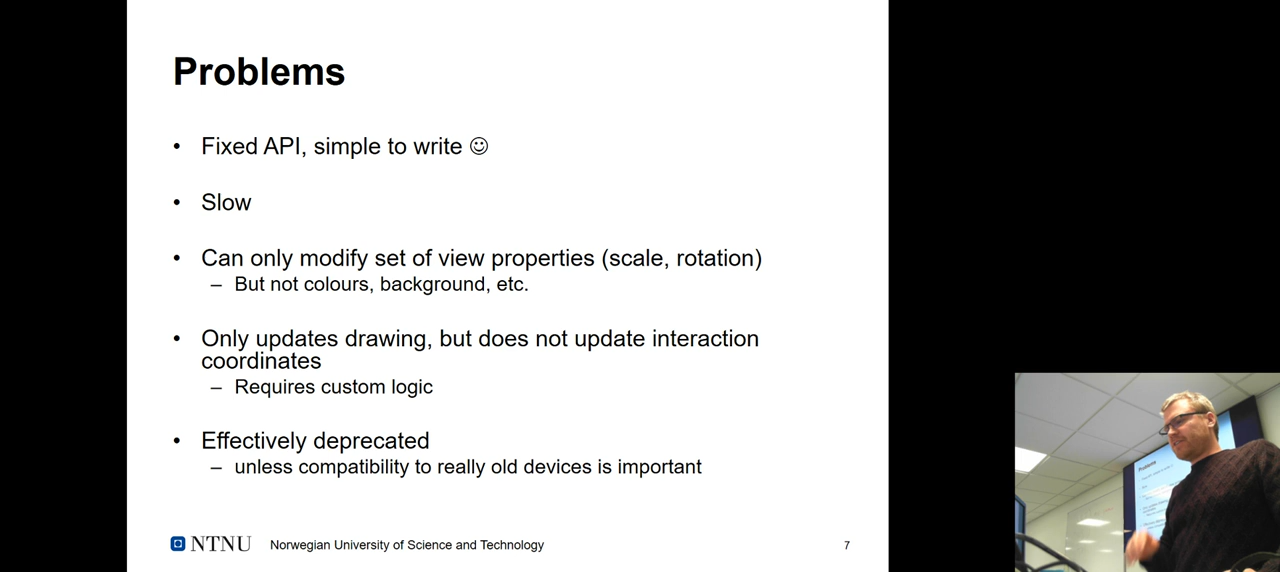 Problems
• Fixed API, simple to write ☺
• Slow
• Can only modify set of view properties (scale, rotation)
– But not colours, background, etc.
• Only updates drawing, but does not update interaction
coordinates
– Requires custom logic
• Effectively deprecated
– unless compatibility to really old devices is important
NTNU Norwegian University of Science and Technology 7
Problems